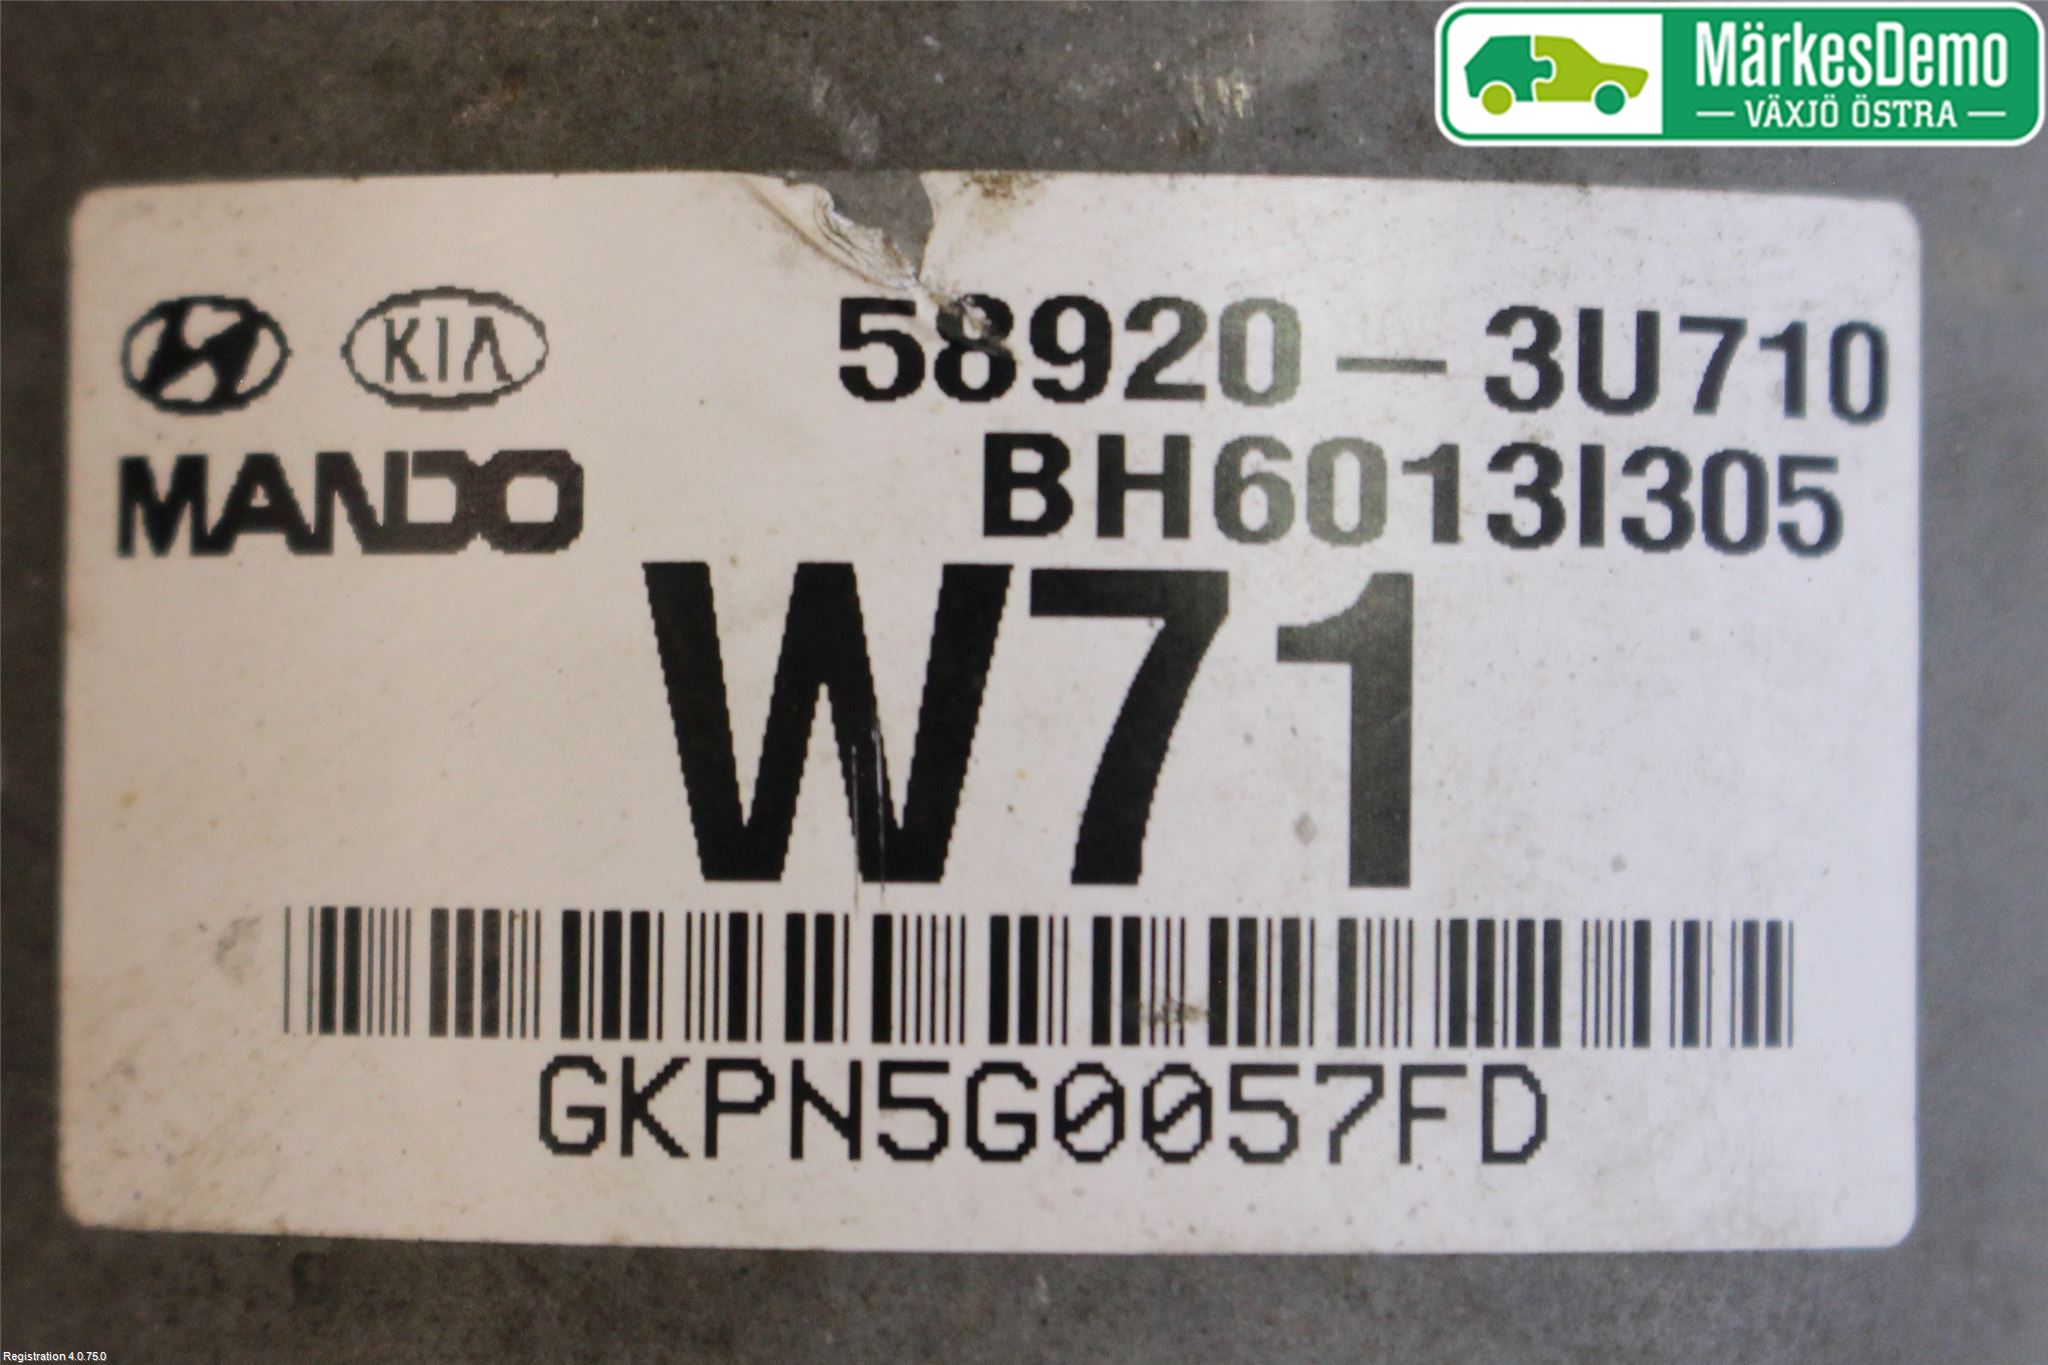 MärkesDemo
VÄXJÖ ÖSTRA
KIA
58920-3U710
MANDO
BH6013I305
W71
GKPN5G0057FD
Registration 4.0.75.0